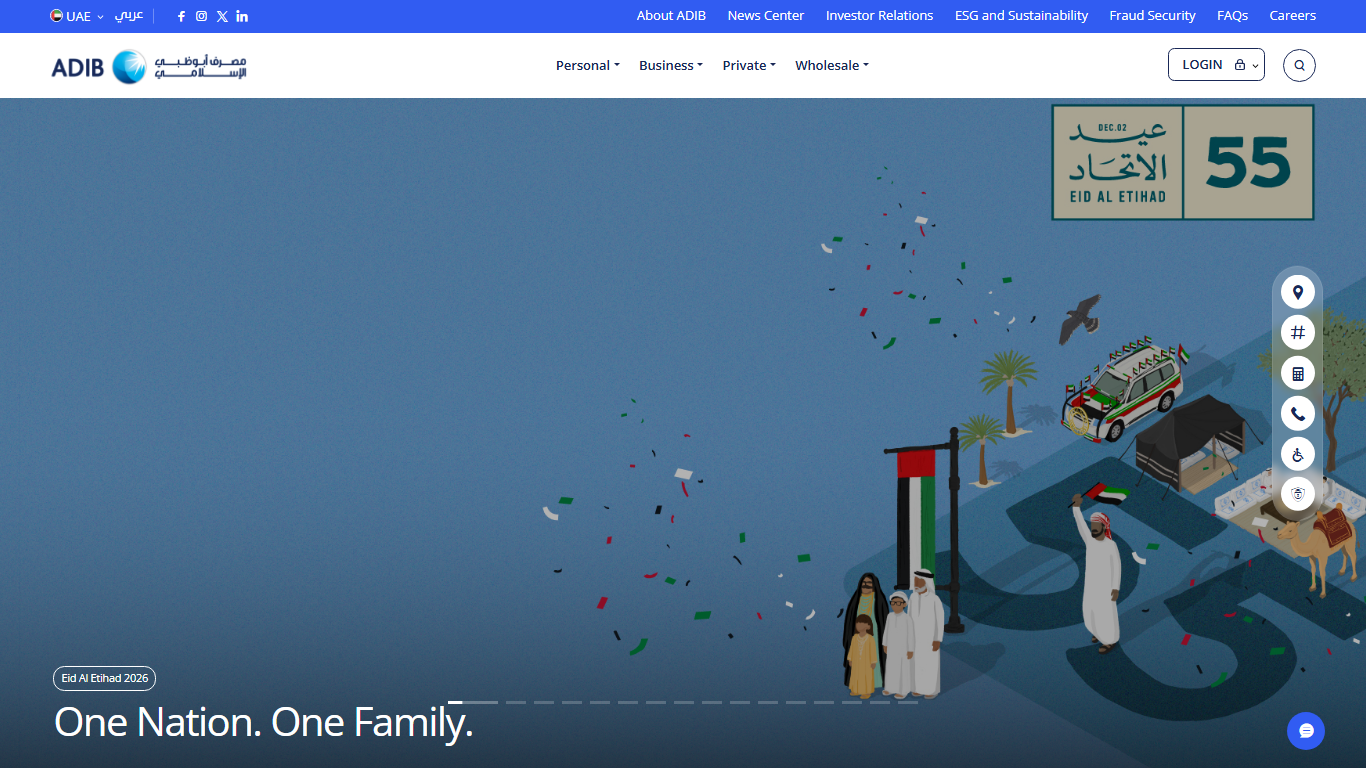 UAE
عربي
About ADIB
News Center
Investor Relations
ESG and Sustainability
Fraud Security
FAQs
Careers
ADIB
مصرف أبوظبي
الإسلامي
Personal
Business
Private
Wholesale
LOGIN
DEC.02
عيد
الاتحاد
EID AL ETIHAD
55
Eid Al Etihad 2026
One Nation. One Family.